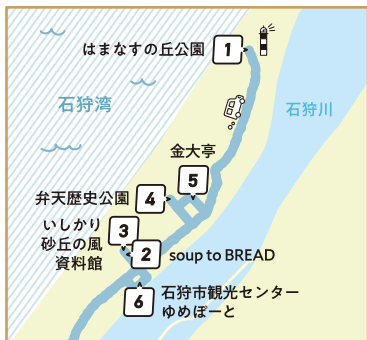 はまなすの丘公園
1
石狩湾
石狩川
金大亭
5
弁天歴史公園
4
いしかり
砂丘の風
資料館
3
2
soup to BREAD
6
石狩市観光センター
ゆめぽーと